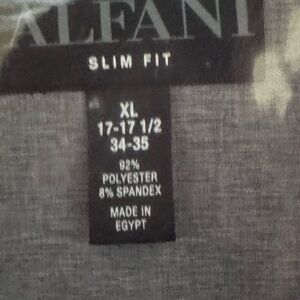 ALFANI
SLIM FIT
XL
17-17 1/2
34-35
92%
POLYESTER
8% SPANDEX
MADE IN
EGYPT